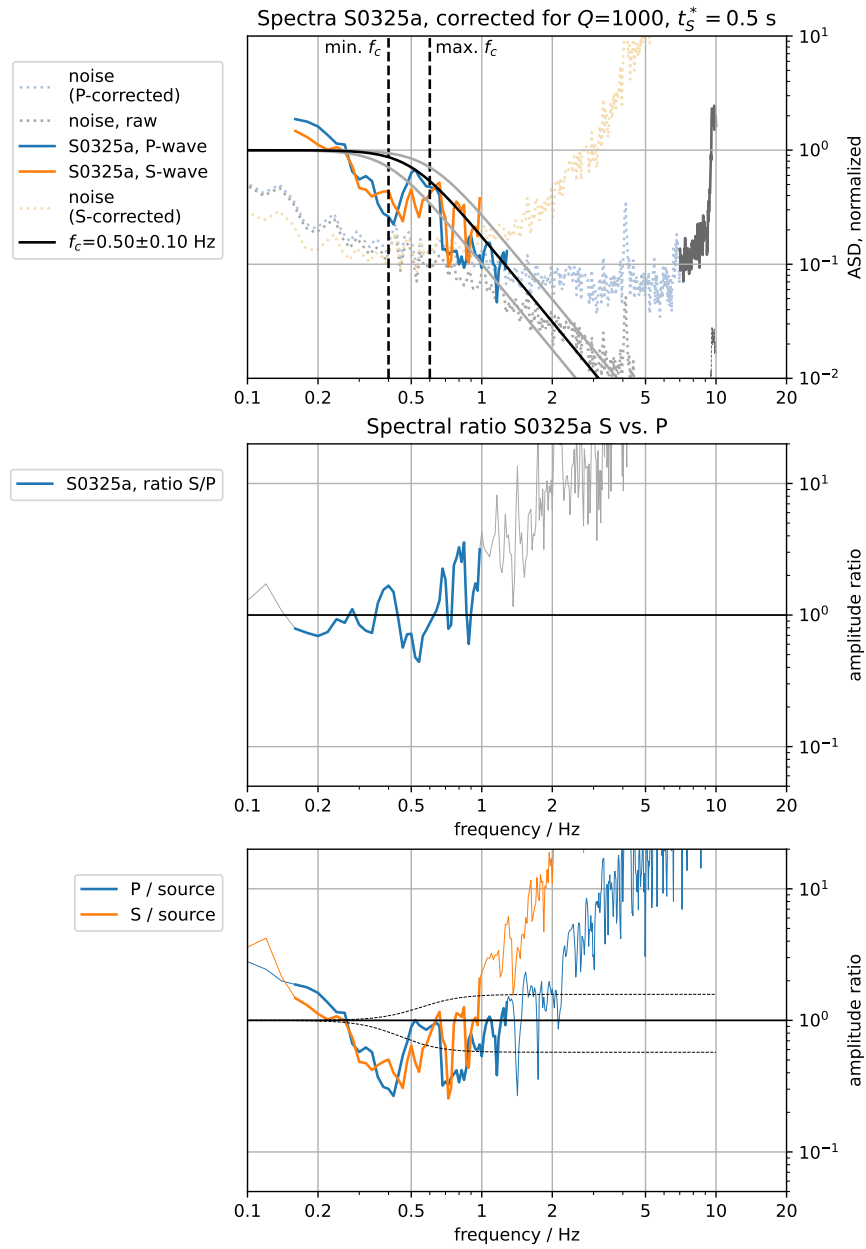 Spectra S0325a, corrected for Q=1000, t*S = 0.5 s
min. fc
max. fc
noise
(P-corrected)
noise, raw
S0325a, P-wave
S0325a, S-wave
noise
(S-corrected)
fc=0.50±0.10 Hz
10¹
10⁰
10⁻¹
10⁻²
ASD, normalized
0.1 0.2 0.5 1 2 5 10 20
Spectral ratio S0325a S vs. P
S0325a, ratio S/P
10¹
10⁰
10⁻¹
amplitude ratio
0.1 0.2 0.5 1 2 5 10 20
frequency / Hz
P / source
S / source
10¹
10⁰
10⁻¹
amplitude ratio
0.1 0.2 0.5 1 2 5 10 20
frequency / Hz